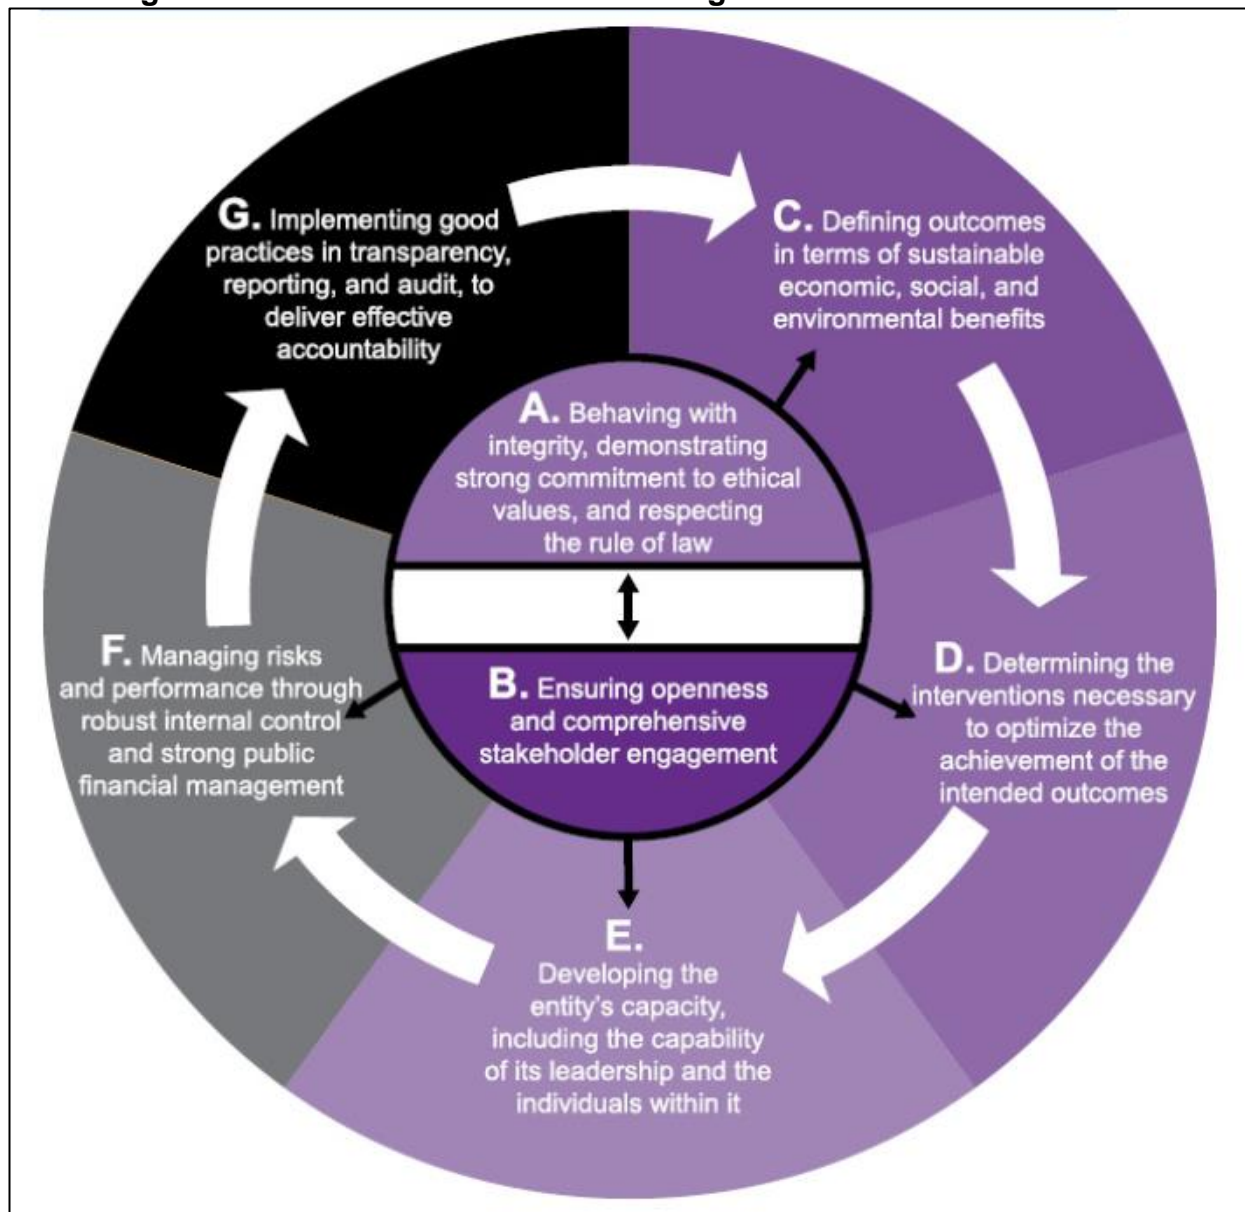 A. Behaving with
integrity, demonstrating
strong commitment to ethical
values, and respecting
the rule of law
B. Ensuring openness
and comprehensive
stakeholder engagement
C. Defining outcomes
in terms of sustainable
economic, social, and
environmental benefits
D. Determining the
interventions necessary
to optimize the
achievement of the
intended outcomes
E.
Developing the
entity’s capacity,
including the capability
of its leadership and the
individuals within it
F. Managing risks
and performance through
robust internal control
and strong public
financial management
G. Implementing good
practices in transparency,
reporting, and audit, to
deliver effective
accountability